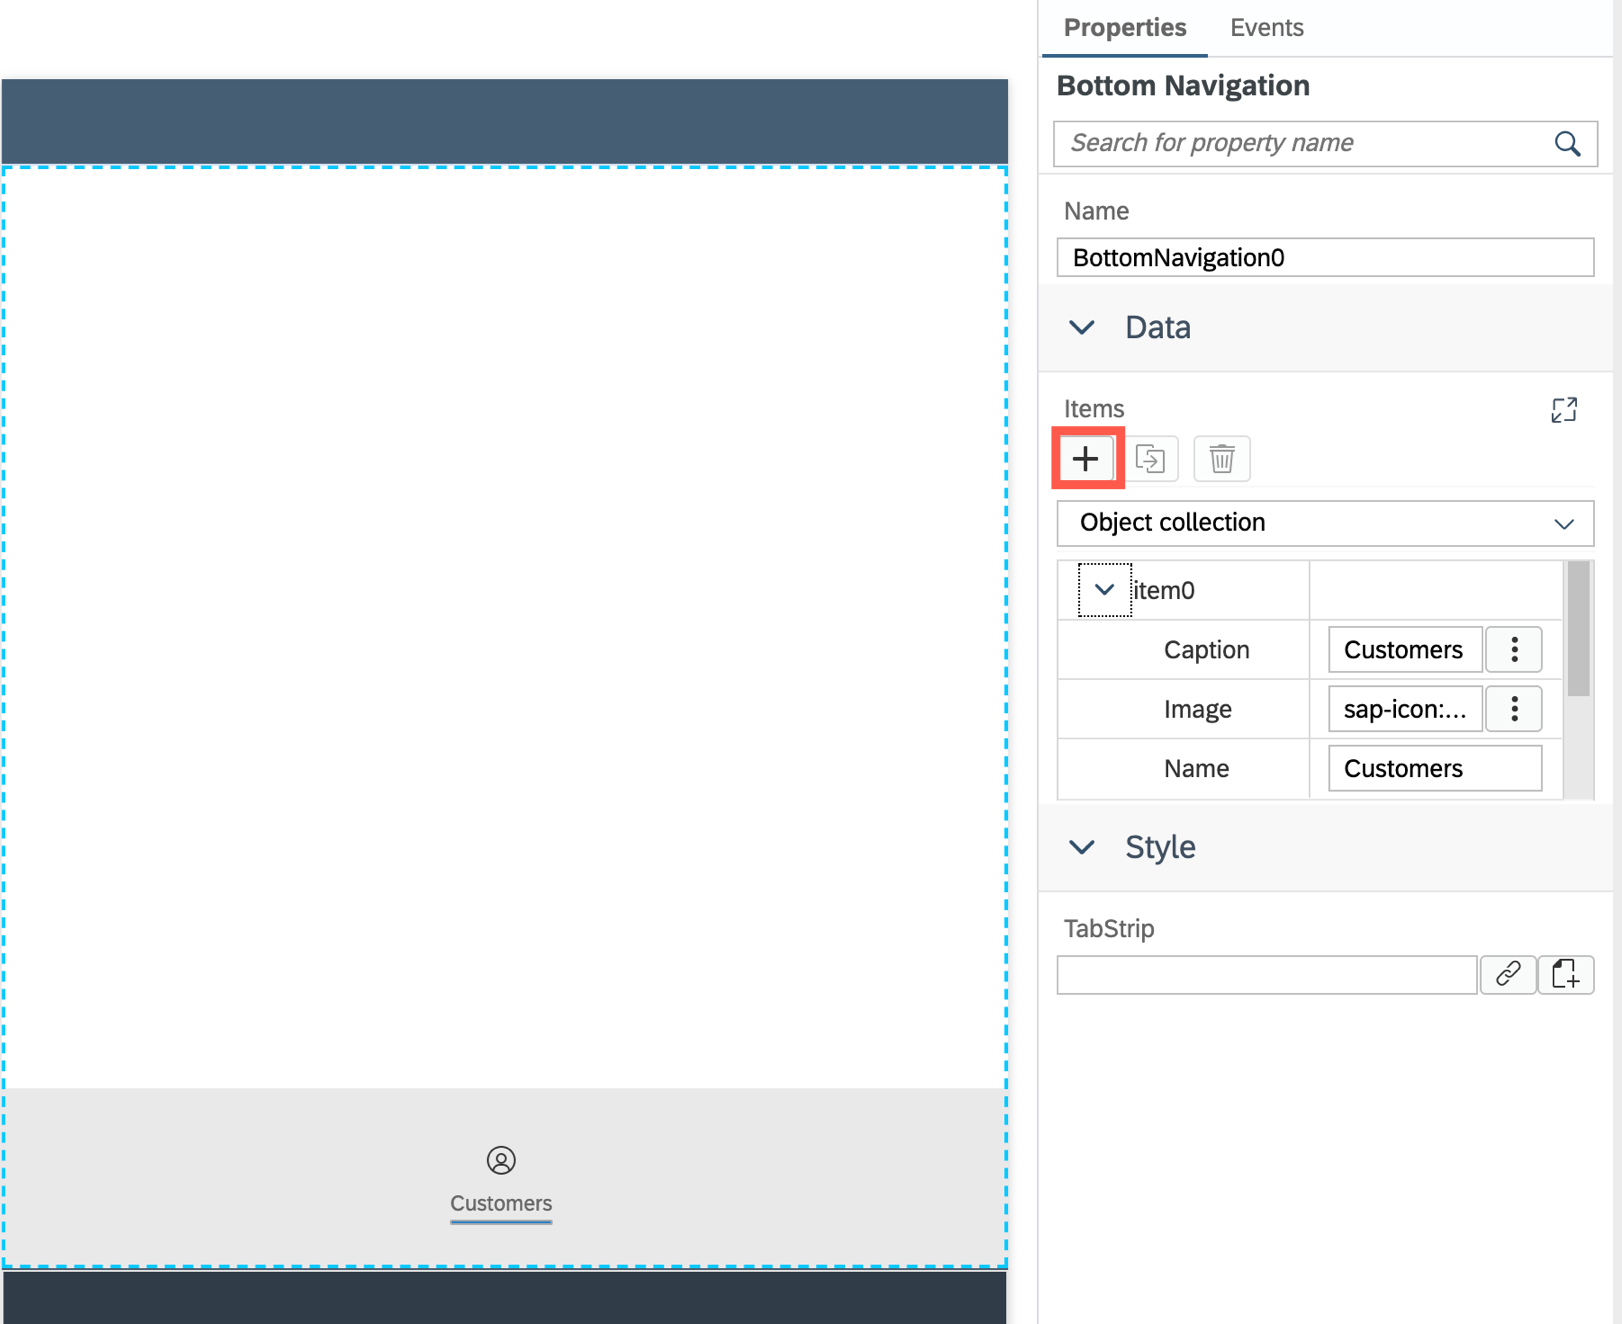 Properties Events
Bottom Navigation
Search for property name
Name
BottomNavigation0
Data
Items
Object collection
item0
Caption Customers
Image sap-icon:...
Name Customers
Style
TabStrip
Customers